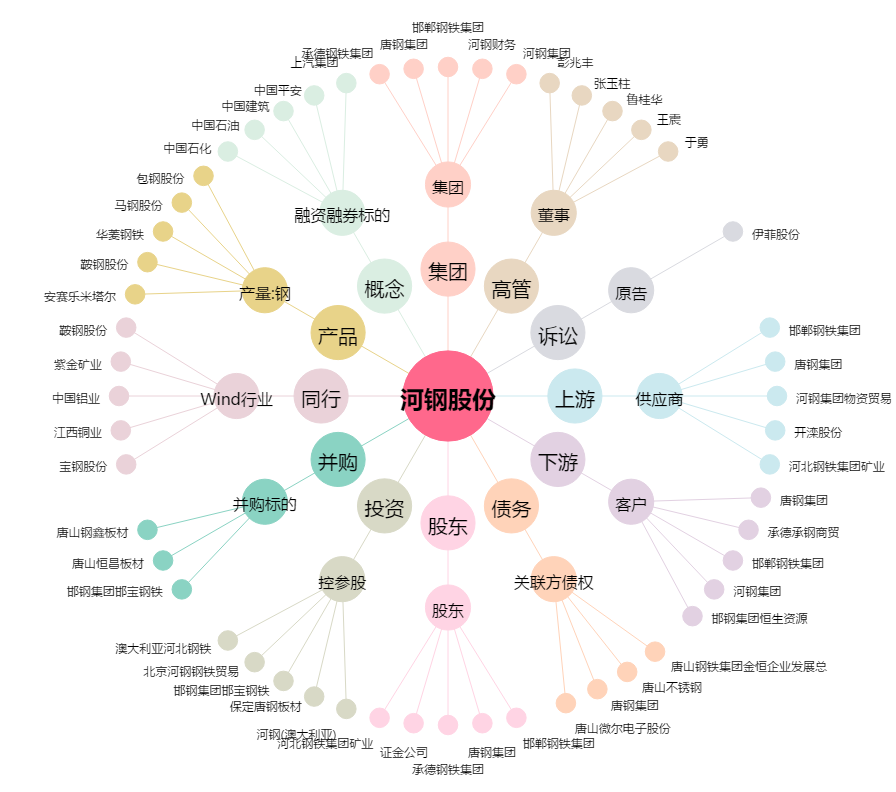 邯郸钢铁集团
唐钢集团
河钢财务
承德钢铁集团
河钢集团
上汽集团
彭兆丰
中国平安
张玉柱
中国建筑
鲁桂华
中国石油
王震
中国石化
于勇
包钢股份
马钢股份
集团
融资融券标的
董事
华菱钢铁
伊菲股份
鞍钢股份
集团
概念
高管
产量:钢
原告
安赛乐米塔尔
鞍钢股份
产品
诉讼
邯郸钢铁集团
紫金矿业
唐钢集团
中国铝业
Wind行业
同行
河钢股份
上游
供应商
河钢集团物资贸易
江西铜业
开滦股份
宝钢股份
并购
下游
河北钢铁集团矿业
并购标的
投资
股东
债务
客户
唐钢集团
唐山钢鑫板材
承德承钢商贸
唐山恒昌板材
邯郸钢铁集团
邯钢集团邯宝钢铁
控参股
关联方债权
河钢集团
股东
邯钢集团恒生资源
澳大利亚河北钢铁
北京河钢钢铁贸易
唐山钢铁集团金恒企业发展总
邯钢集团邯宝钢铁
唐山不锈钢
保定唐钢板材
唐钢集团
唐山微尔电子股份
河钢(澳大利亚)
河北钢铁集团矿业
邯郸钢铁集团
证金公司
唐钢集团
承德钢铁集团